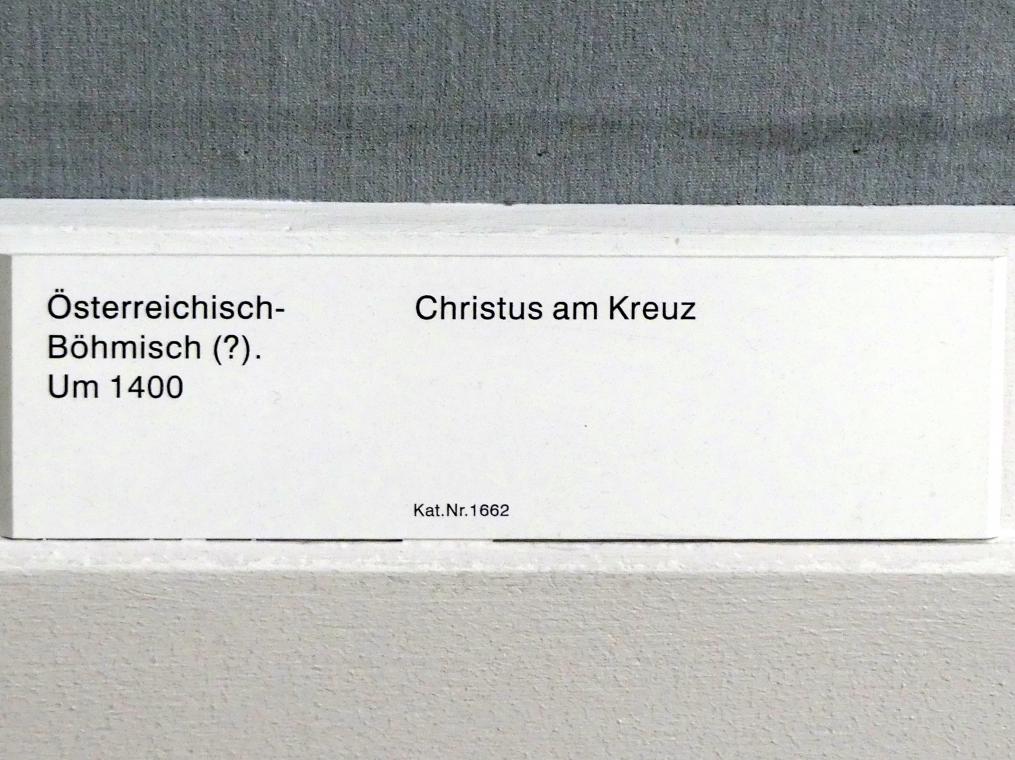 Österreichisch-
Böhmisch (?).
Um 1400
Christus am Kreuz
Kat.Nr.1662